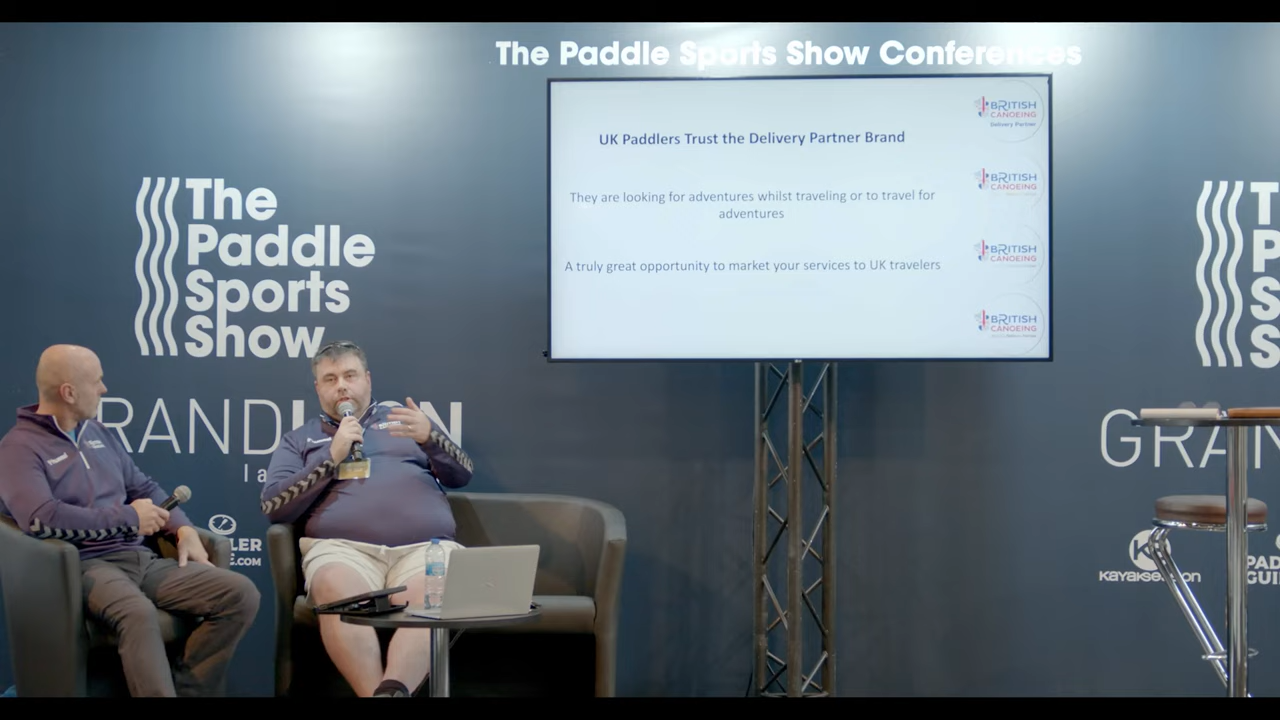 The Paddle Sports Show Conferences
UK Paddlers Trust the Delivery Partner Brand
They are looking for adventures whilst traveling or to travel for
adventures
A truly great opportunity to market your services to UK travelers
BRITISH
CANOEING
Delivery Partner
BRITISH
CANOEING
BRITISH
CANOEING
BRITISH
CANOEING
The
Paddle
Sports
Show